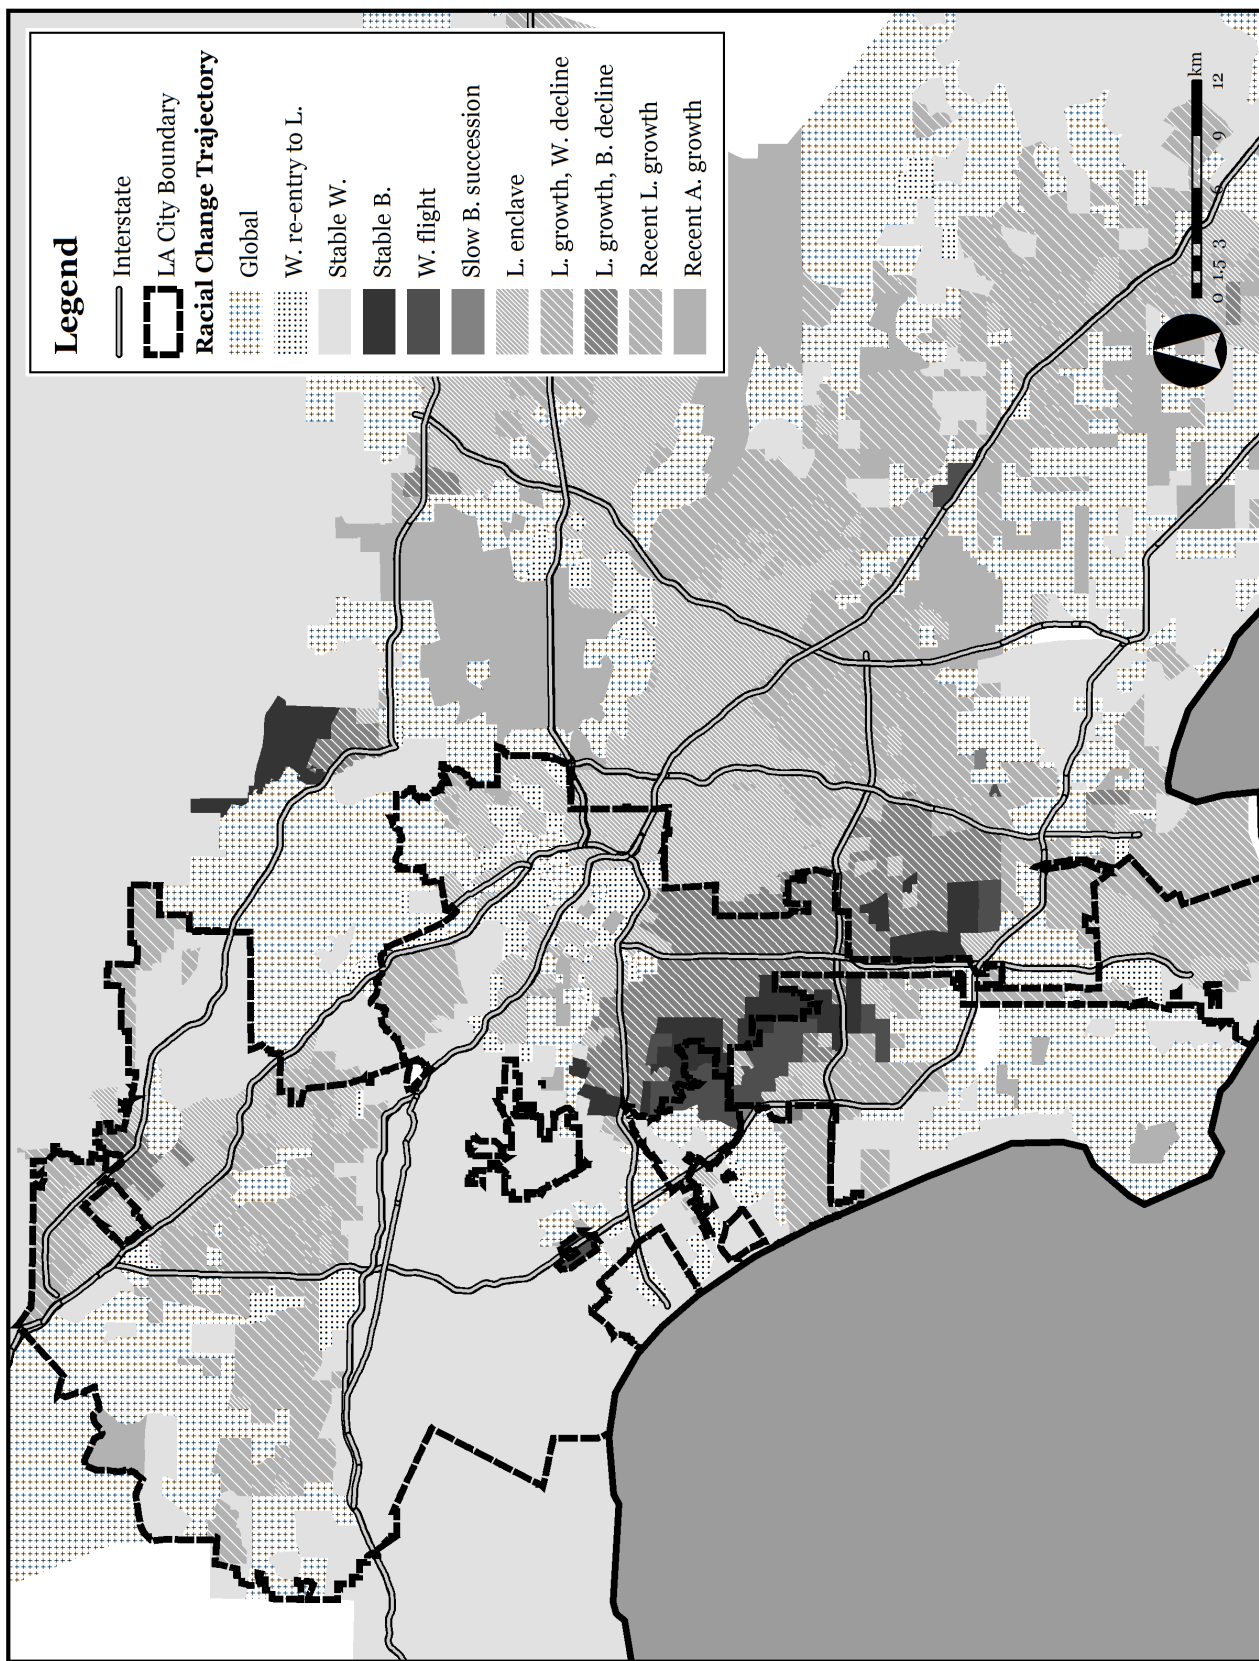 Legend
Interstate
LA City Boundary
Racial Change Trajectory
Global
W. re-entry to L.
Stable W.
Stable B.
W. flight
Slow B. succession
L. enclave
L. growth, W. decline
L. growth, B. decline
Recent L. growth
Recent A. growth
0 1.5 3 6 9 12
km